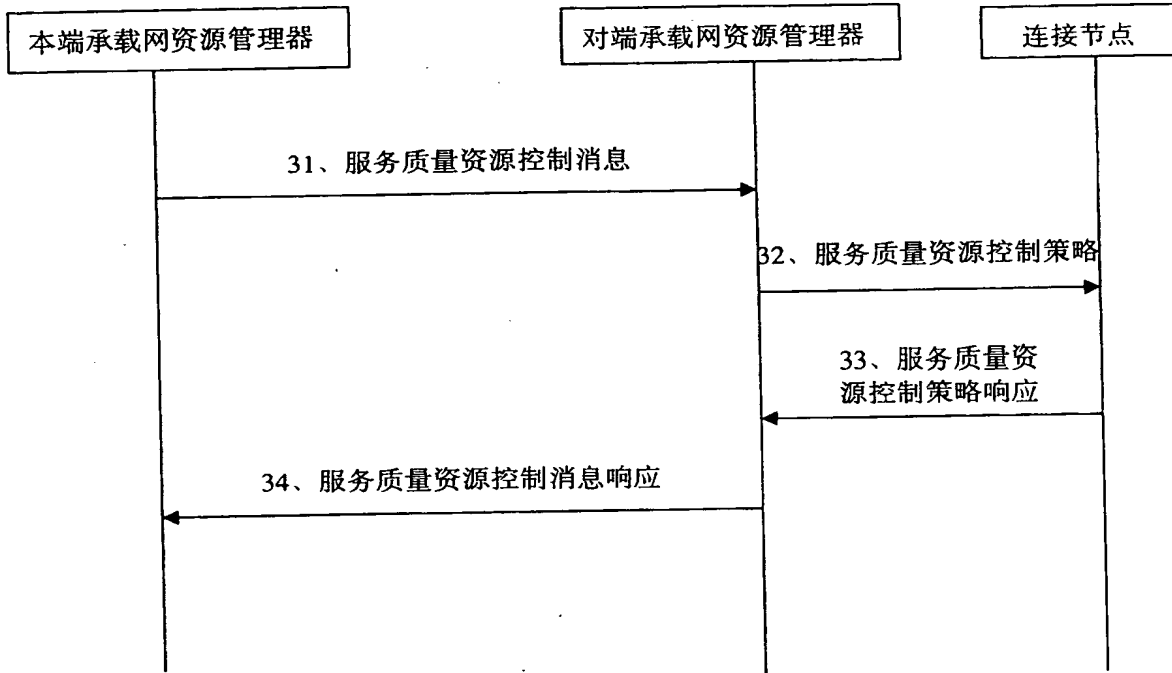 本端承载网资源管理器
对端承载网资源管理器
连接节点
31、服务质量资源控制消息
32、服务质量资源控制策略
33、服务质量资
源控制策略响应
34、服务质量资源控制消息响应